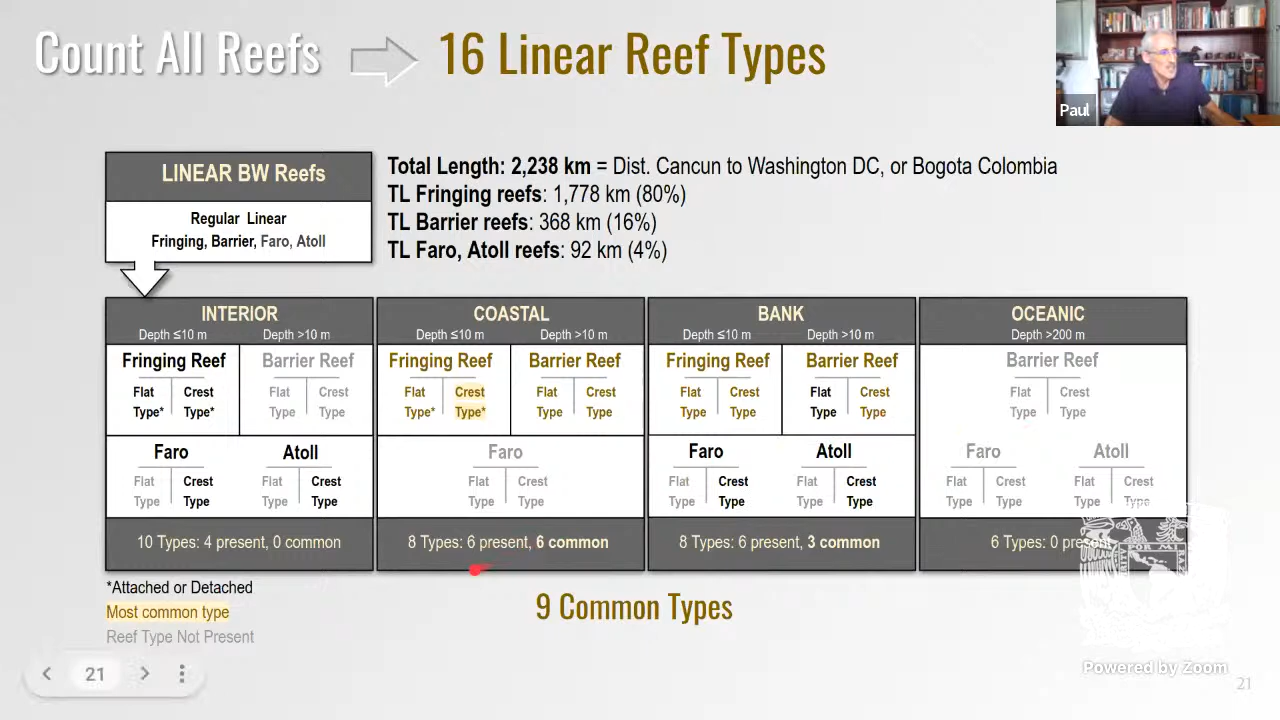 Count All Reefs
16 Linear Reef Types
Paul
LINEAR BW Reefs
Regular Linear
Fringing, Barrier, Faro, Atoll
Total Length: 2,238 km = Dist. Cancun to Washington DC, or Bogota Colombia
TL Fringing reefs: 1,778 km (80%)
TL Barrier reefs: 368 km (16%)
TL Faro, Atoll reefs: 92 km (4%)
INTERIOR
Depth ≤10 m Depth >10 m
Fringing Reef Barrier Reef
Flat Crest Flat Crest
Type* Type* Type Type
Faro Atoll
Flat Crest Flat Crest
Type Type Type Type
10 Types: 4 present, 0 common
COASTAL
Depth ≤10 m Depth >10 m
Fringing Reef Barrier Reef
Flat Crest Flat Crest
Type* Type* Type Type
Faro
Flat Crest
Type Type
8 Types: 6 present, 6 common
BANK
Depth ≤10 m Depth >10 m
Fringing Reef Barrier Reef
Flat Crest Flat Crest
Type Type Type Type
Faro Atoll
Flat Crest Flat Crest
Type Type Type Type
8 Types: 6 present, 3 common
OCEANIC
Depth >200 m
Barrier Reef
Flat Crest
Type Type
Faro Atoll
Flat Crest Flat Crest
Type Type Type Type
6 Types: 0 present
*Attached or Detached
Most common type
Reef Type Not Present
9 Common Types
21
Powered by Zoom
21